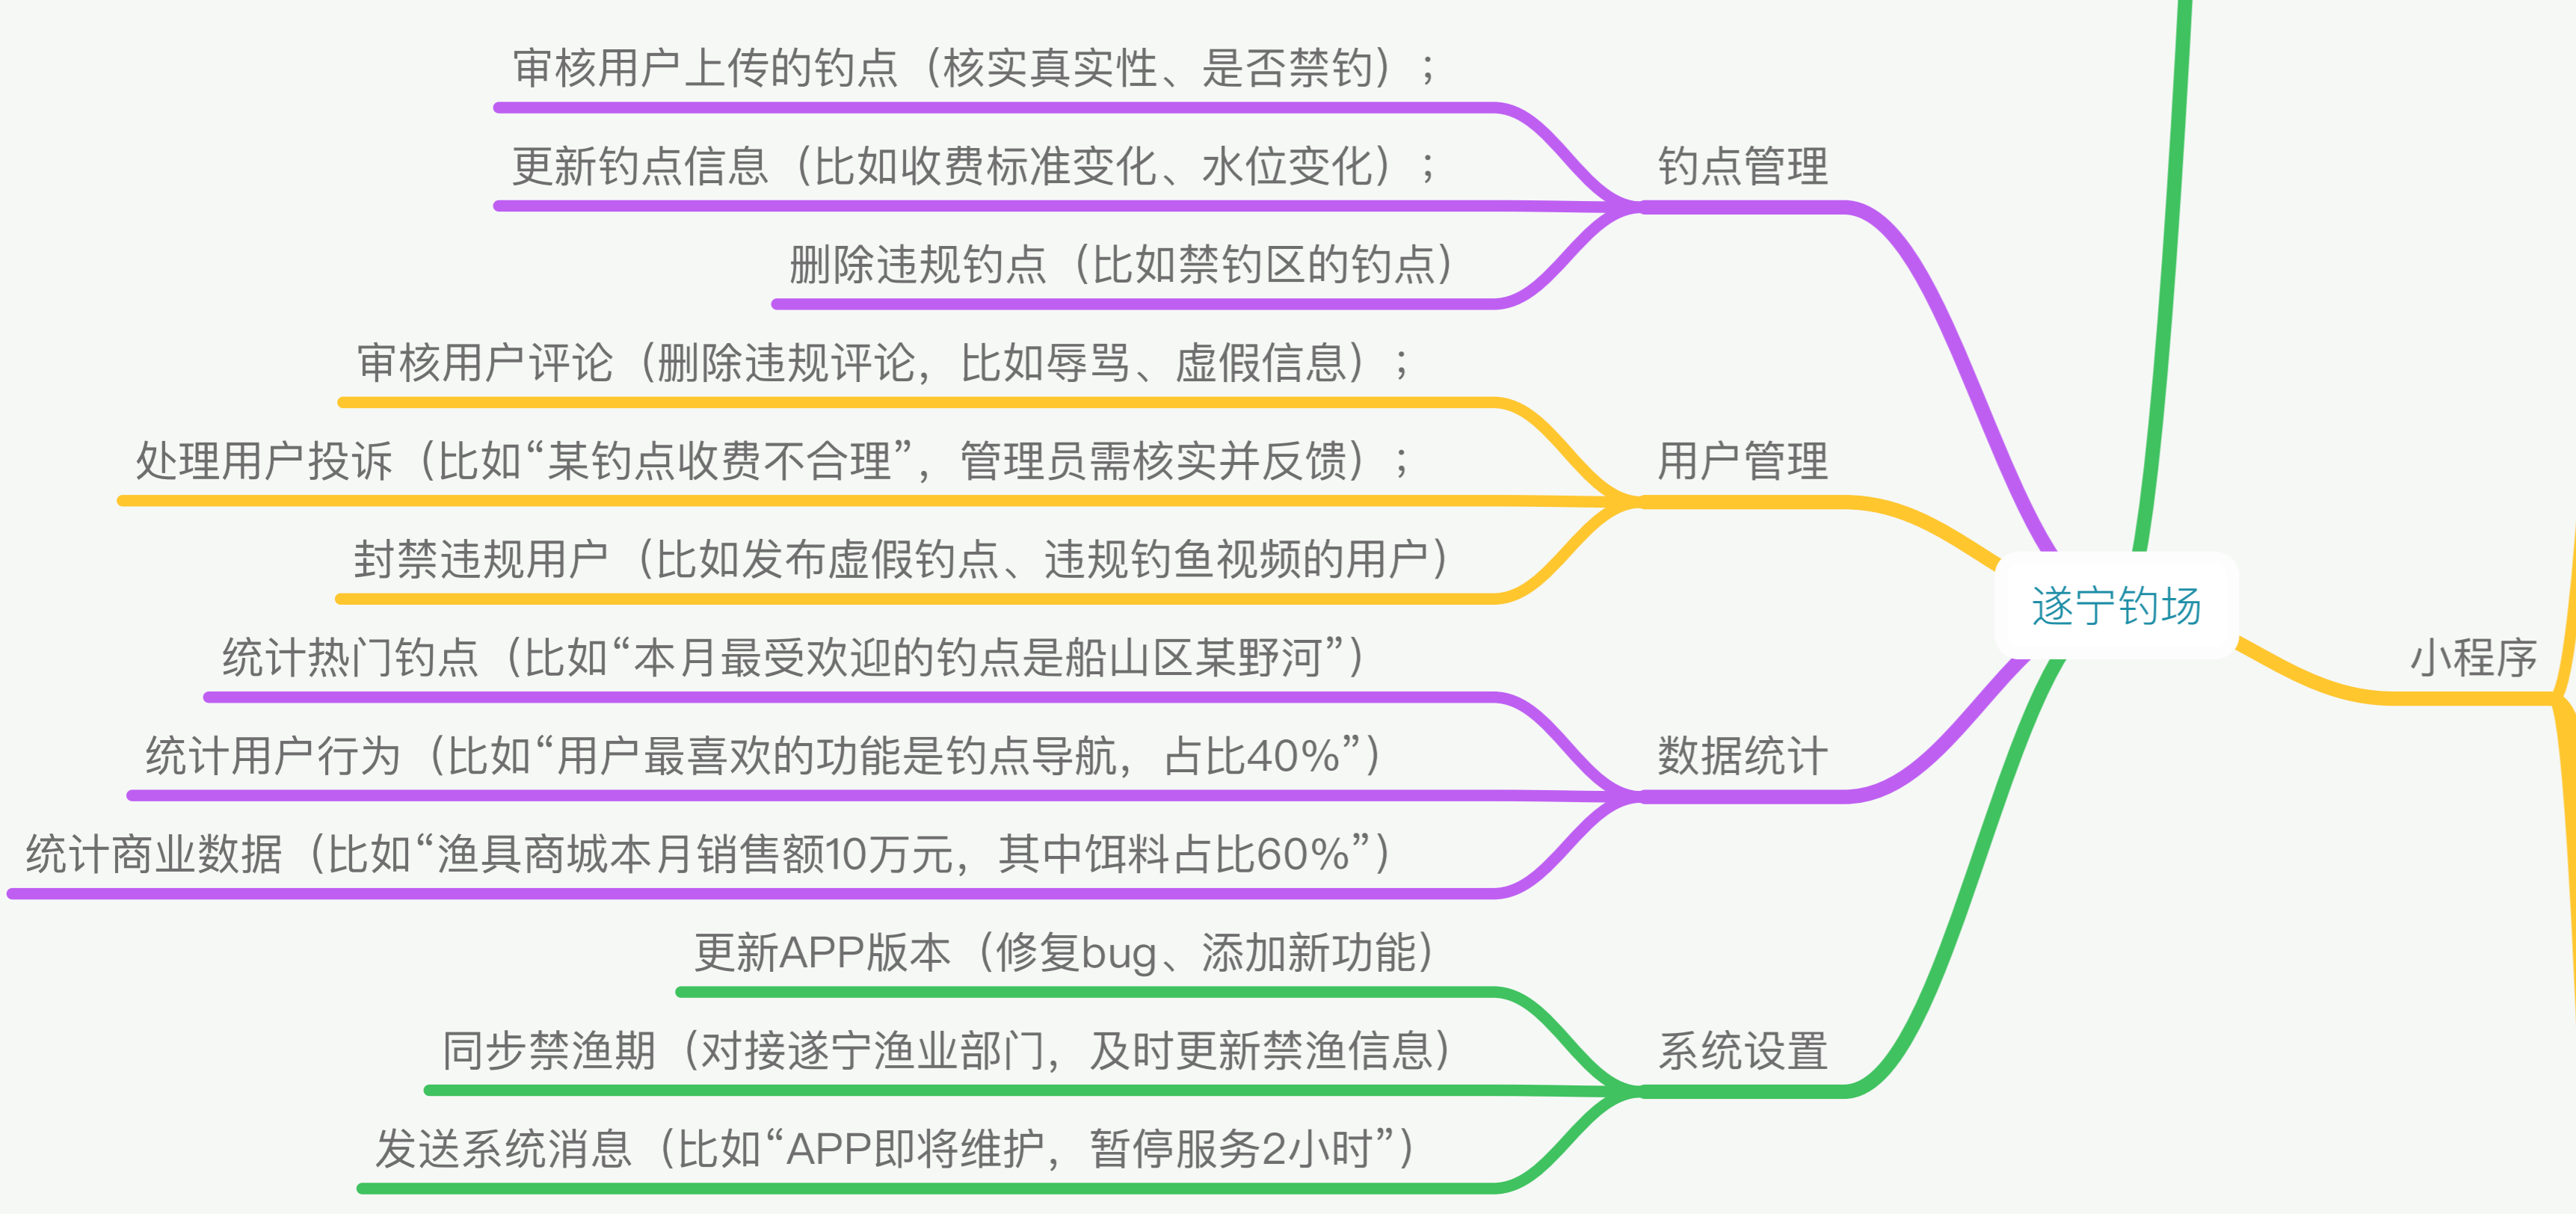 审核用户上传的钓点（核实真实性、是否禁钓）；
更新钓点信息（比如收费标准变化、水位变化）；
钓点管理
删除违规钓点（比如禁钓区的钓点）
审核用户评论（删除违规评论，比如辱骂、虚假信息）；
处理用户投诉（比如“某钓点收费不合理”，管理员需核实并反馈）；
用户管理
封禁违规用户（比如发布虚假钓点、违规钓鱼视频的用户）
遂宁钓场
统计热门钓点（比如“本月最受欢迎的钓点是船山区某野河”）
小程序
统计用户行为（比如“用户最喜欢的功能是钓点导航，占比40%”）
数据统计
统计商业数据（比如“渔具商城本月销售额10万元，其中饵料占比60%”）
更新APP版本（修复bug、添加新功能）
同步禁渔期（对接遂宁渔业部门，及时更新禁渔信息）
系统设置
发送系统消息（比如“APP即将维护，暂停服务2小时”）